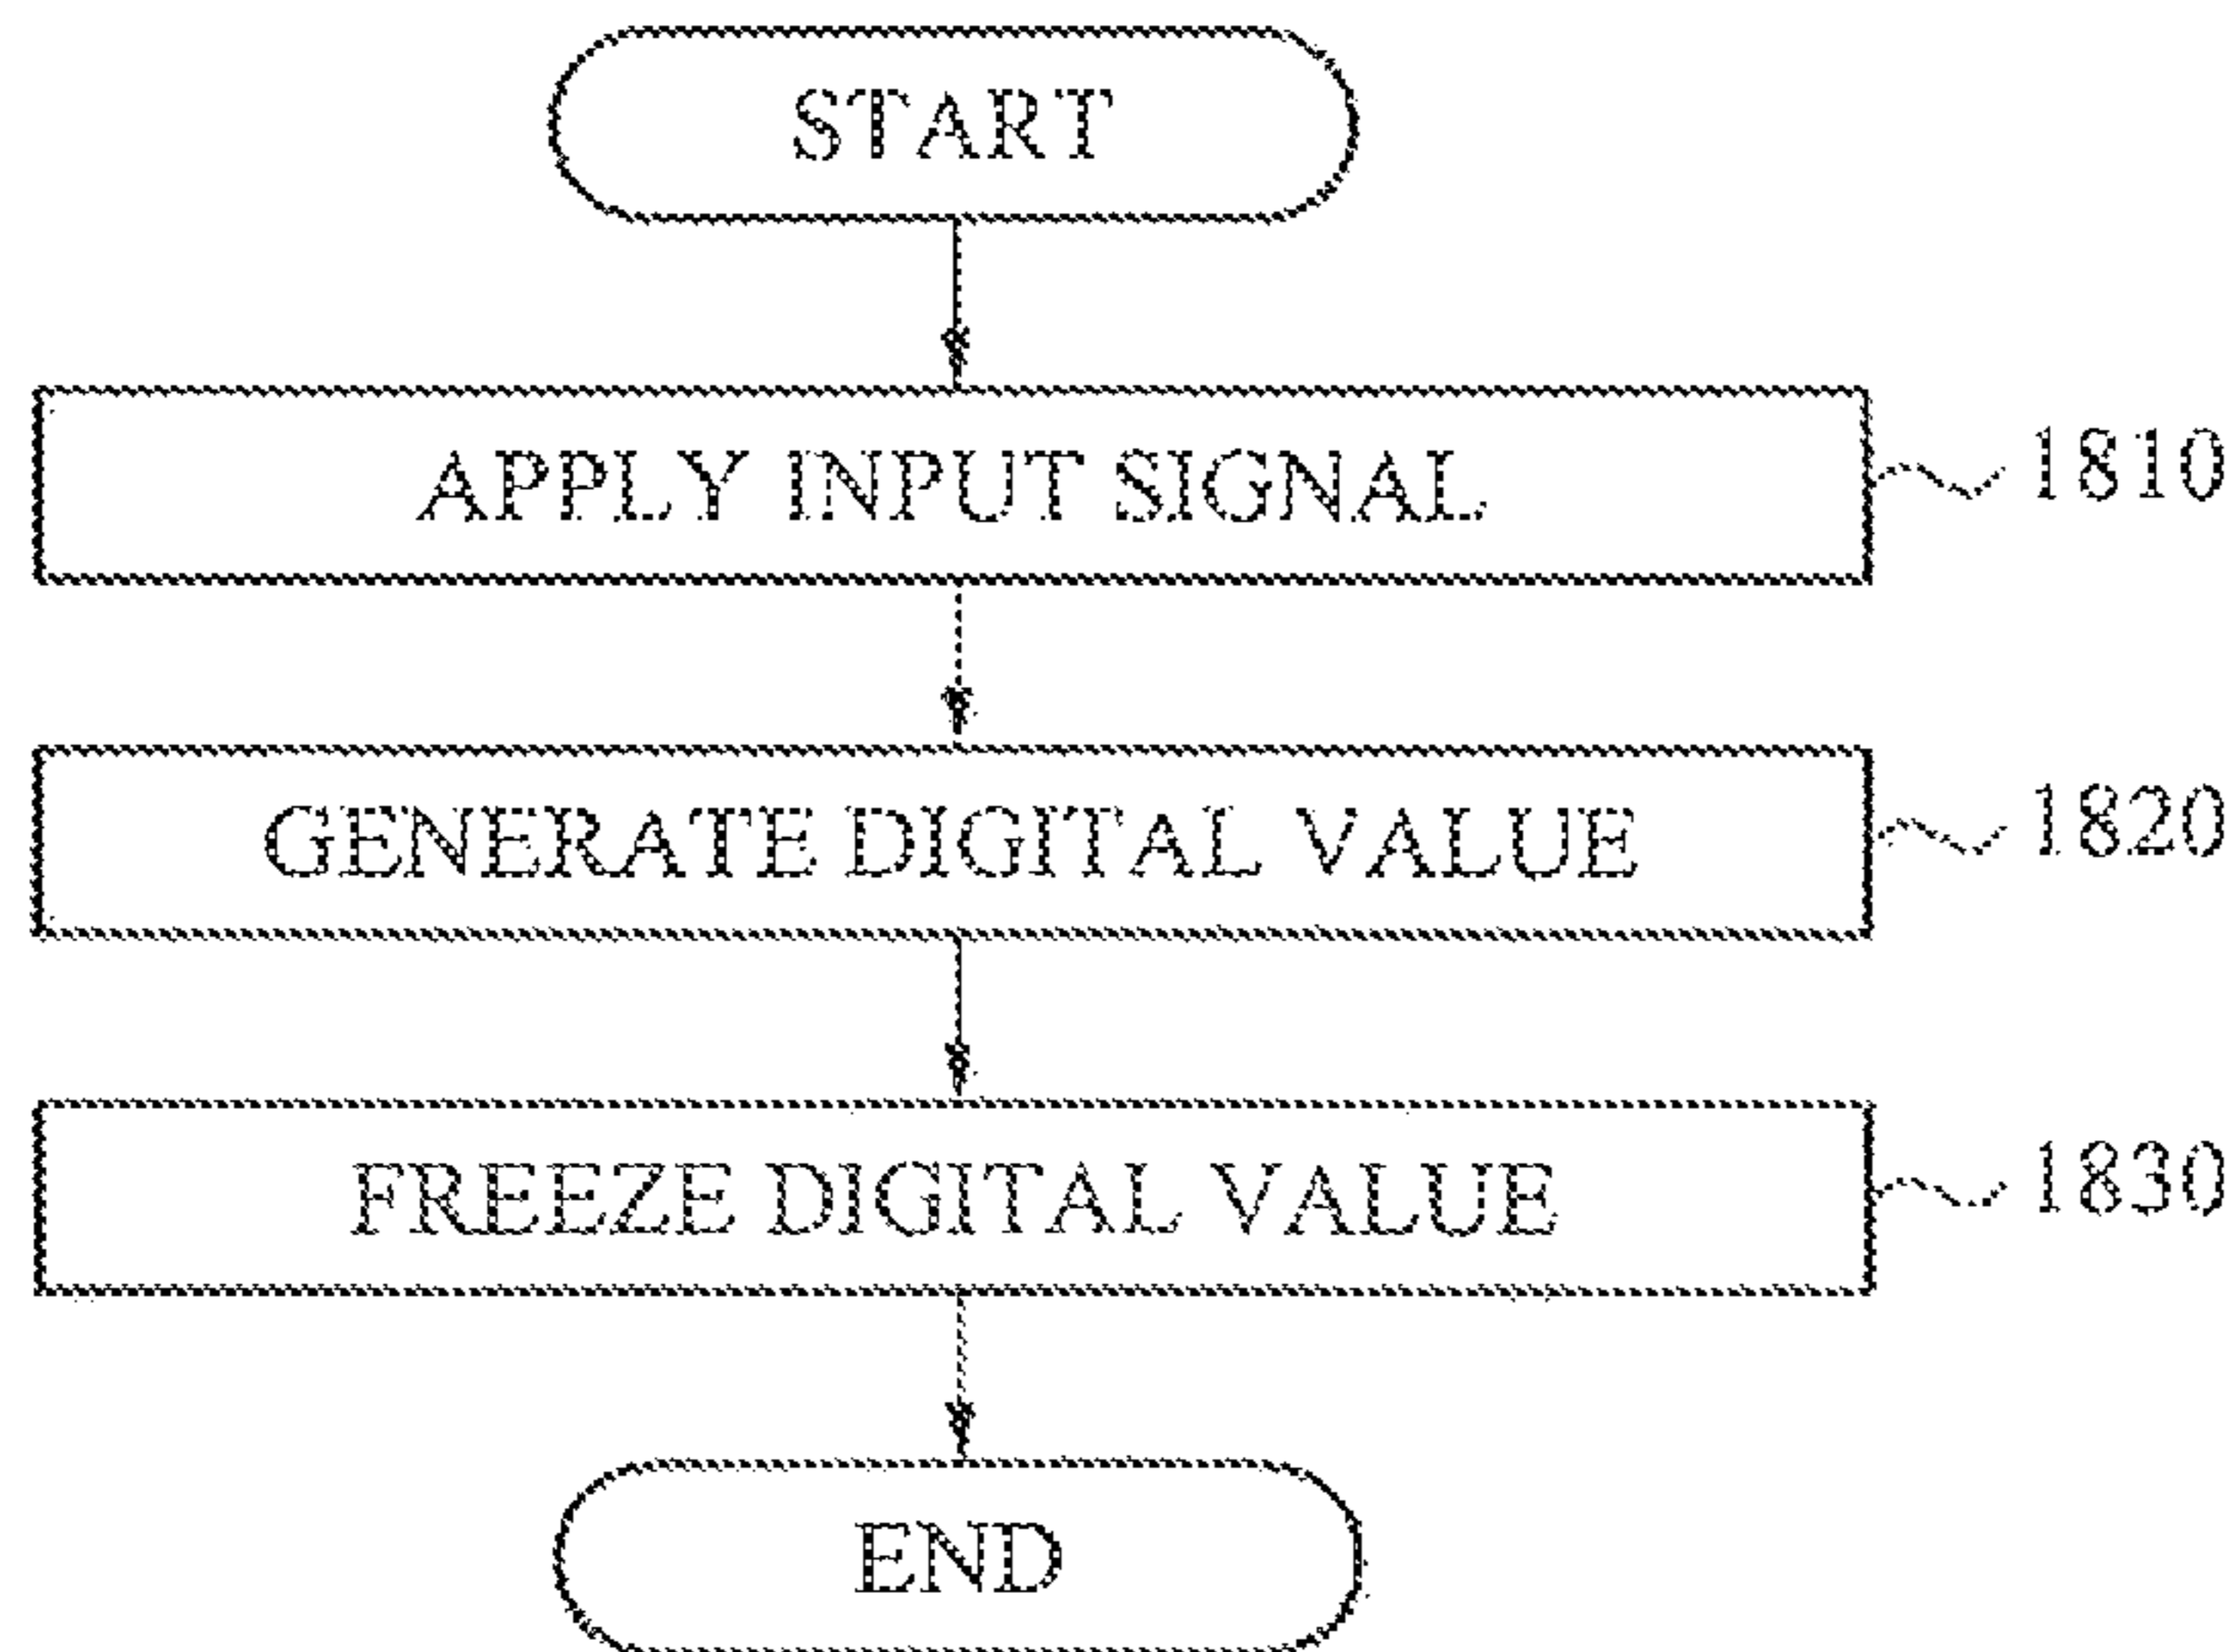 START
APPLY INPUT SIGNAL 1810
GENERATE DIGITAL VALUE 1820
FREEZE DIGITAL VALUE 1830
END